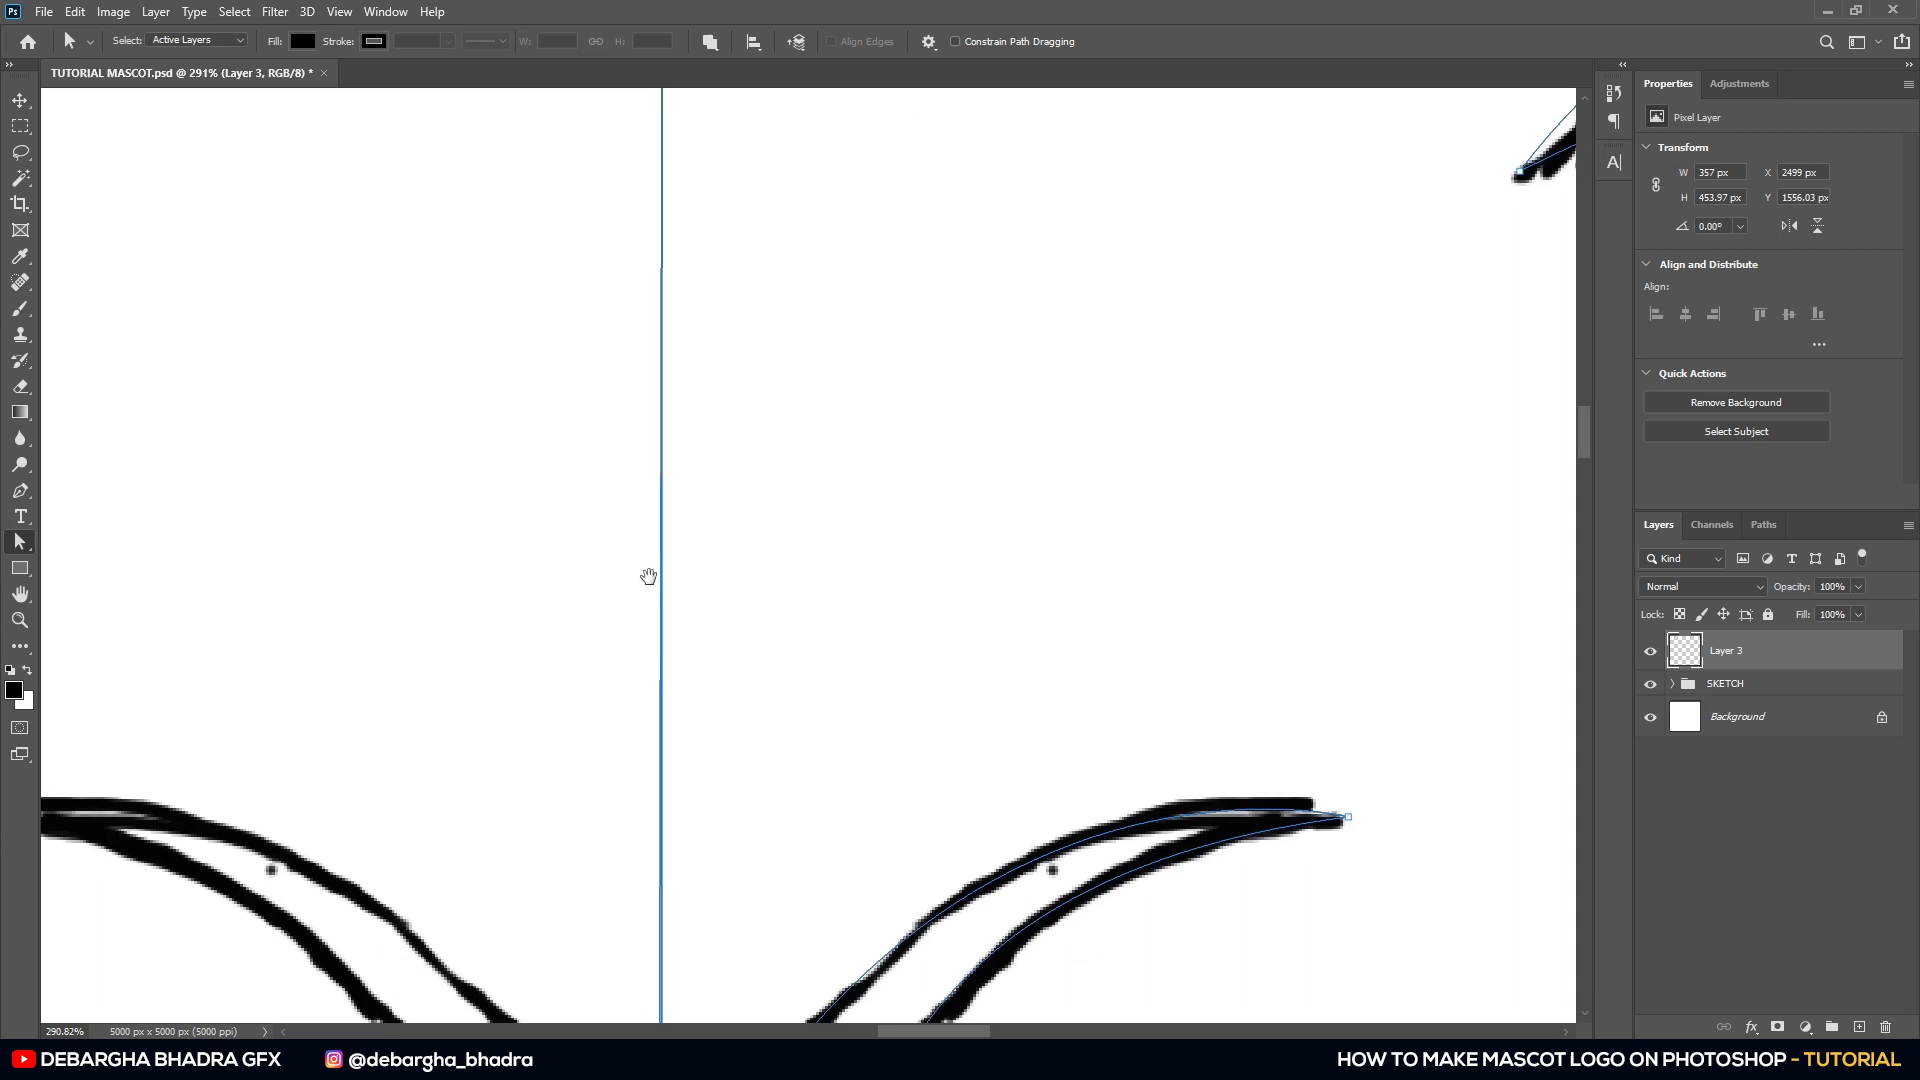 File Edit Image Layer Type Select Filter 3D View Window Help
Select: Active Layers Fill: Stroke: W: H: Align Edges Constrain Path Dragging
TUTORIAL MASCOT.psd @ 291% (Layer 3, RGB/8) *
Properties Adjustments
Pixel Layer
Transform
W 357 px X 2499 px
H 453.97 px Y 1556.03 px
0.00°
Align and Distribute
Align:
Quick Actions
Remove Background
Select Subject
Layers Channels Paths
Kind
Normal Opacity: 100%
Lock: Fill: 100%
Layer 3
SKETCH
Background
290.82% 5000 px x 5000 px (5000 ppi)
DEBARGHA BHADRA GFX @debargha_bhadra HOW TO MAKE MASCOT LOGO ON PHOTOSHOP - TUTORIAL